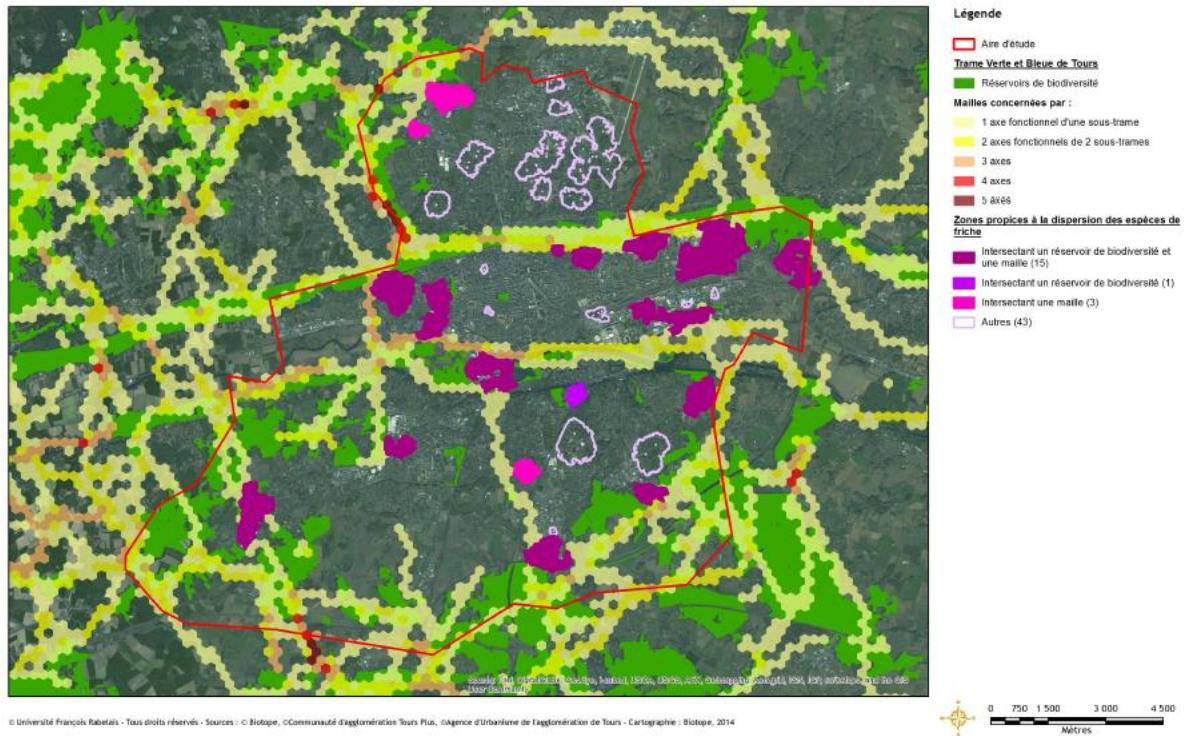 Légende
Aire d'étude
Trame Verte et Bleue de Tours
Réservoirs de biodiversité
Mailles concernées par :
1 axe fonctionnel d'une sous-trame
2 axes fonctionnels de 2 sous-trames
3 axes
4 axes
5 axes
Zones propices à la dispersion des espèces de
friche
Intersectant un réservoir de biodiversité et
une maille (15)
Intersectant un réservoir de biodiversité (1)
Intersectant une maille (3)
Autres (43)
User Community
© Université François Rabelais - Tous droits réservés - Sources : © Biotope, ©Communauté d'agglomération Tours Plus, ©Agence d'Urbanisme de l'agglomération de Tours - Cartographie : Biotope, 2014
0 750 1 500 3 000 4 500
Mètres